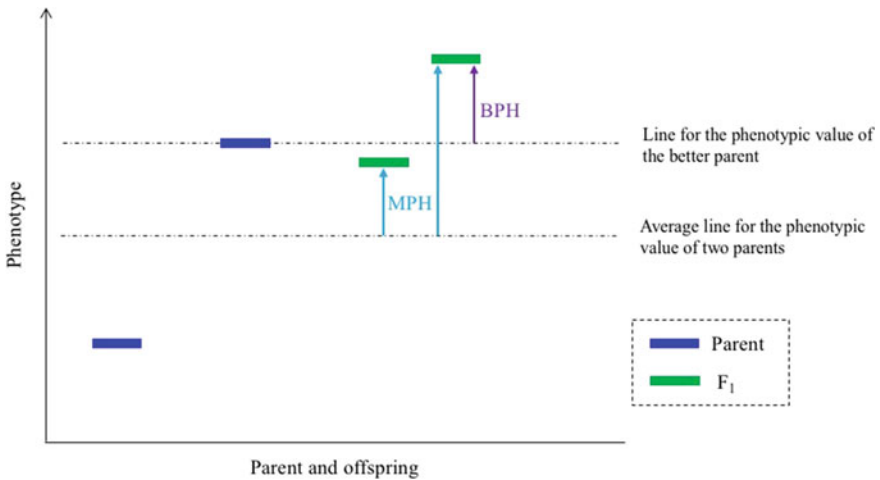 BPH
Line for the phenotypic value of
the better parent
MPH
Average line for the phenotypic
value of two parents
Phenotype
Parent
F₁
Parent and offspring